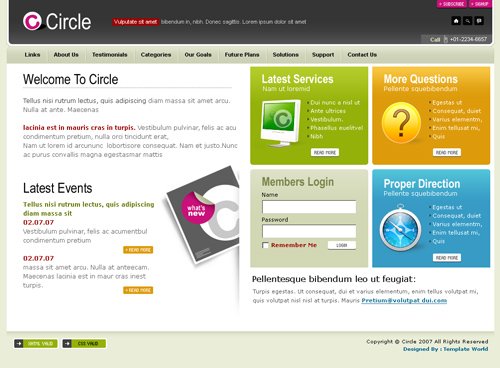 SUBSCRIBE
SIGNUP
Circle
Vulputate sit amet bibendum in, nibh. Donec sagittis. Lorem ipsum dolor sit amet
Call +01-2234-6657
Links About Us Testimonials Categories Our Goals Future Plans Solutions Support Contact Us
Welcome To Circle
Tellus nisi rutrum lectus, quis adipiscing diam massa sit amet arcu.
Nulla at ante. Maecenas
lacinia est in mauris cras in turpis. Vestibulum pulvinar, felis ac acu
condimentum pretium, nulla orro tincidunt erat,
Nam ut lorem id arcununc lobortisore consequat. Nam et justo.Nunc
ac purus convallis magna egestasmar mattis
Latest Events
Tellus nisi rutrum lectus, quis adipiscing
diam massa sit
02.07.07
Vestibulum pulvinar, felis ac acumentbul
condimentum pretium
READ MORE
02.07.07
massa sit amet arcu. Nulla at anteecam.
Maecenas lacinia est in maur cras inest
turpis.
READ MORE
what's
new
Latest Services
Nam ut loremid
Dui nunc a nisl ut
Ante ultrices
Vestibulum.
Phasellus aueltrivel
Nibh
READ MORE
More Questions
Pellente squebibendum
Egestas ut
Consequat, duiet
Varius elementm,
Enim tellusat mi,
Quis
READ MORE
Members Login
Name
Password
Remember Me
LOGIN
Proper Direction
Pellente squebibendum
Egestas ut
Consequat, duiet
Varius elementm,
Enim tellusat mi,
Quis
READ MORE
Pellentesque bibendum leo ut feugiat:
Turpis egestas. Ut consequat, dui et varius elementum, enim tellus volutpat mi,
quis volutpat nisl nisl at turpis. Mauris Pretium@volutpat dui.com
XHTML VALID
CSS VALID
Copyright @ Circle 2007 All Rights Reserved
Designed By : Template World